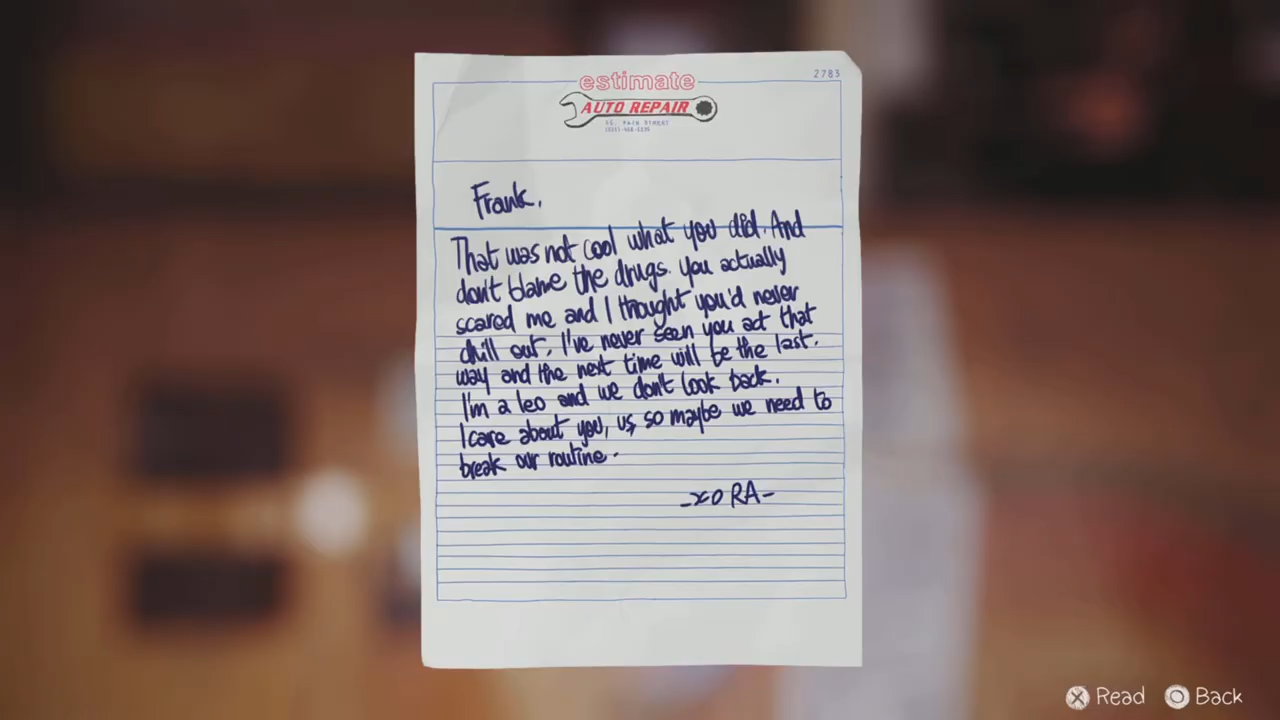 2783
estimate
AUTO REPAIR
Frank,
That was not cool what you did. And
don't blame the drugs. You actually
scared me and I thought you'd never
chill out. I've never seen you act that
way and the next time will be the last.
I'm a leo and we don't look back.
I care about you, us, so maybe we need to
break our routine.
-xo RA-
Read
Back